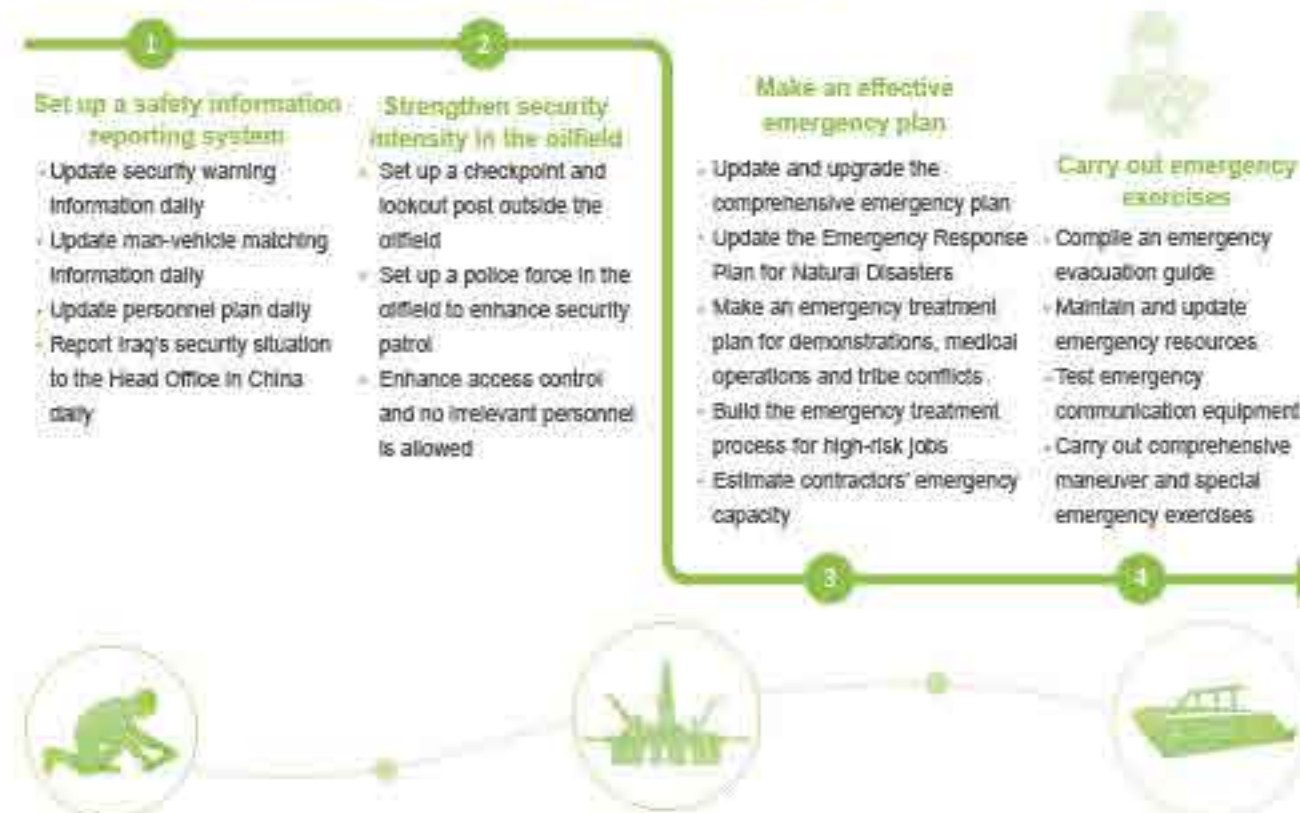 1
Set up a safety information
reporting system
· Update security warning
information daily
· Update man-vehicle matching
information daily
· Update personnel plan daily
· Report Iraq's security situation
to the Head Office in China
daily
2
Strengthen security
intensity in the oilfield
· Set up a checkpoint and
lookout post outside the
oilfield
· Set up a police force in the
oilfield to enhance security
patrol
· Enhance access control
and no irrelevant personnel
is allowed
Make an effective
emergency plan
· Update and upgrade the
comprehensive emergency plan
· Update the Emergency Response
Plan for Natural Disasters
· Make an emergency treatment
plan for demonstrations, medical
operations and tribe conflicts
· Build the emergency treatment
process for high-risk jobs
· Estimate contractors' emergency
capacity
3
Carry out emergency
exercises
· Compile an emergency
evacuation guide
· Maintain and update
emergency resources
· Test emergency
communication equipment
· Carry out comprehensive
maneuver and special
emergency exercises
4